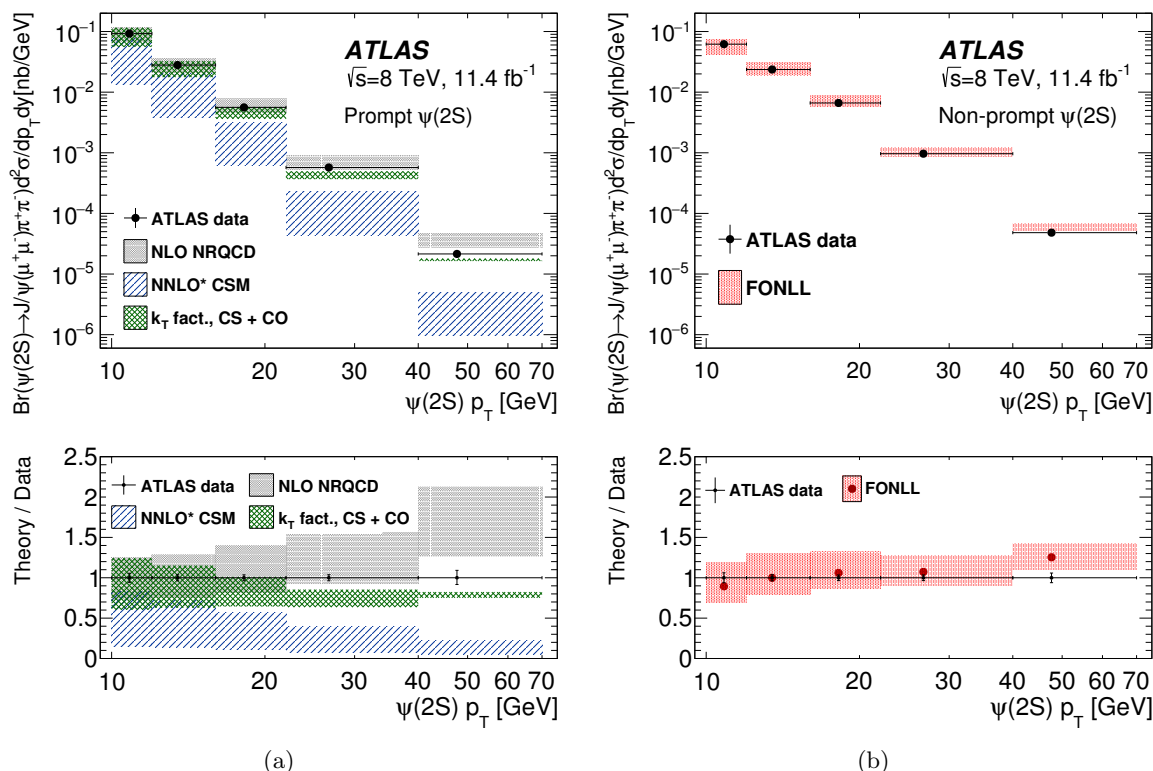 Br(ψ(2S)→J/ψ(μ⁺μ⁻)π⁺π⁻)d²σ/dp_T dy[nb/GeV]
10⁻¹
10⁻²
10⁻³
10⁻⁴
10⁻⁵
10⁻⁶
ATLAS
√s=8 TeV, 11.4 fb⁻¹
Prompt ψ(2S)
ATLAS data
NLO NRQCD
NNLO* CSM
k_T fact., CS + CO
10 20 30 40 50 60 70
ψ(2S) p_T [GeV]
Theory / Data
2.5
2
1.5
1
0.5
0
ATLAS data NLO NRQCD
NNLO* CSM k_T fact., CS + CO
10 20 30 40 50 60 70
ψ(2S) p_T [GeV]
(a)
Br(ψ(2S)→J/ψ(μ⁺μ⁻)π⁺π⁻)d²σ/dp_T dy[nb/GeV]
10⁻¹
10⁻²
10⁻³
10⁻⁴
10⁻⁵
10⁻⁶
ATLAS
√s=8 TeV, 11.4 fb⁻¹
Non-prompt ψ(2S)
ATLAS data
FONLL
10 20 30 40 50 60 70
ψ(2S) p_T [GeV]
Theory / Data
2.5
2
1.5
1
0.5
0
ATLAS data FONLL
10 20 30 40 50 60 70
ψ(2S) p_T [GeV]
(b)